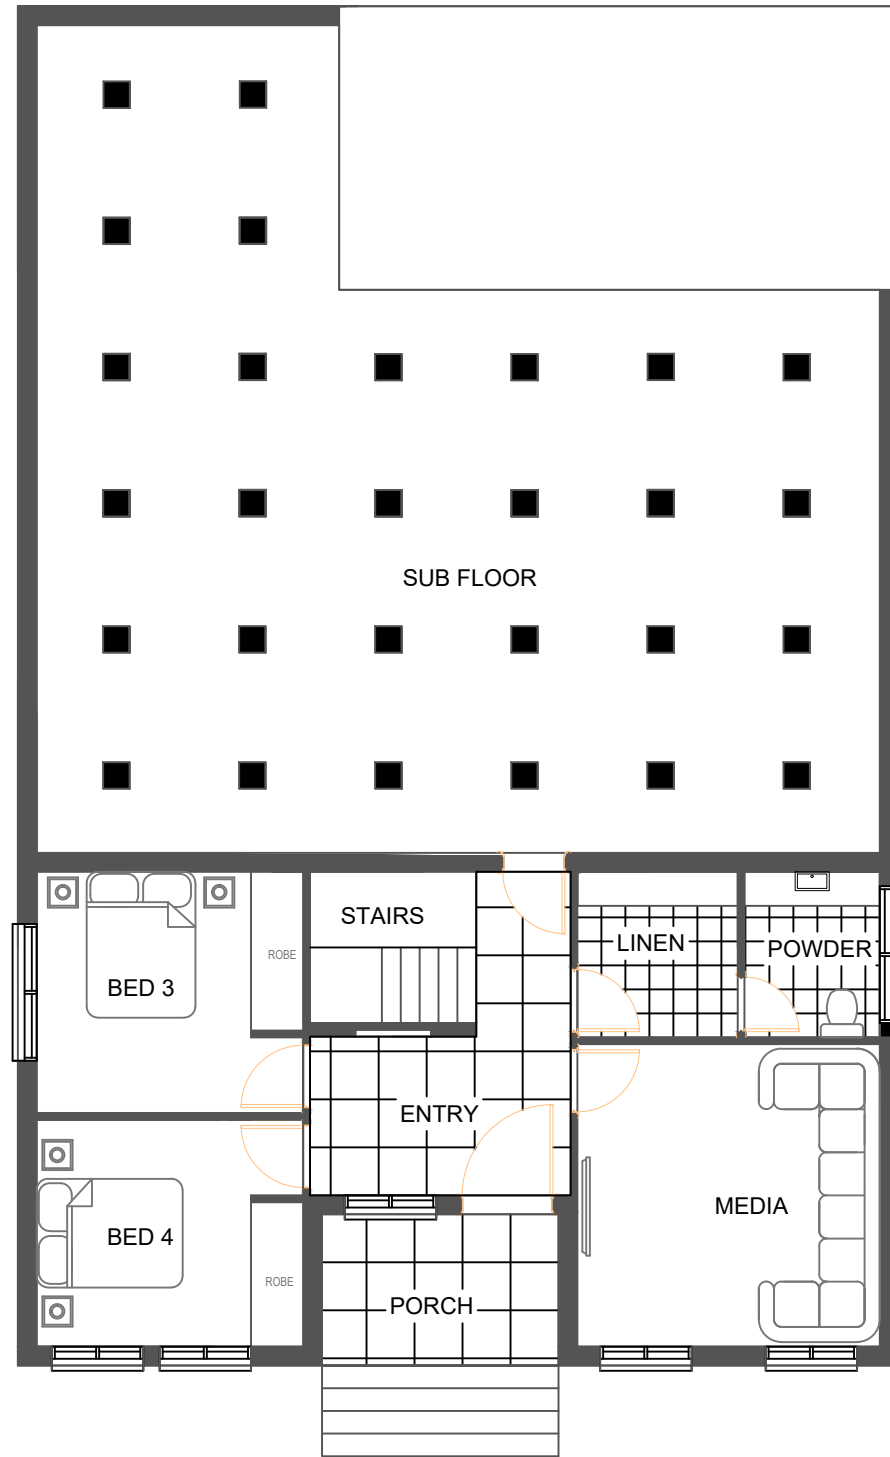 SUB FLOOR
STAIRS
ROBE
LINEN
POWDER
BED 3
ENTRY
MEDIA
BED 4
ROBE
PORCH